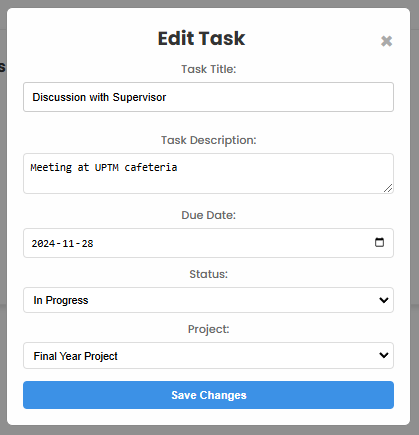 Edit Task
✖
Task Title:
Discussion with Supervisor
Task Description:
Meeting at UPTM cafeteria
Due Date:
2024-11-28
Status:
In Progress
Project:
Final Year Project
Save Changes